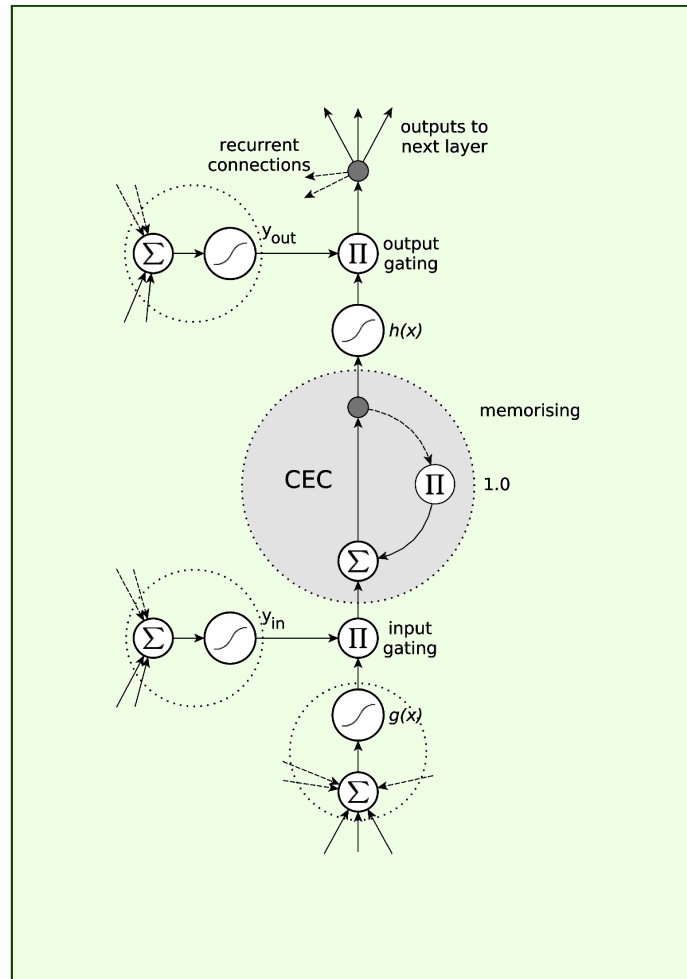 outputs to
next layer
recurrent
connections
y_out
Σ
Π
output
gating
h(x)
memorising
CEC
Π
1.0
Σ
y_in
Σ
Π
input
gating
g(x)
Σ